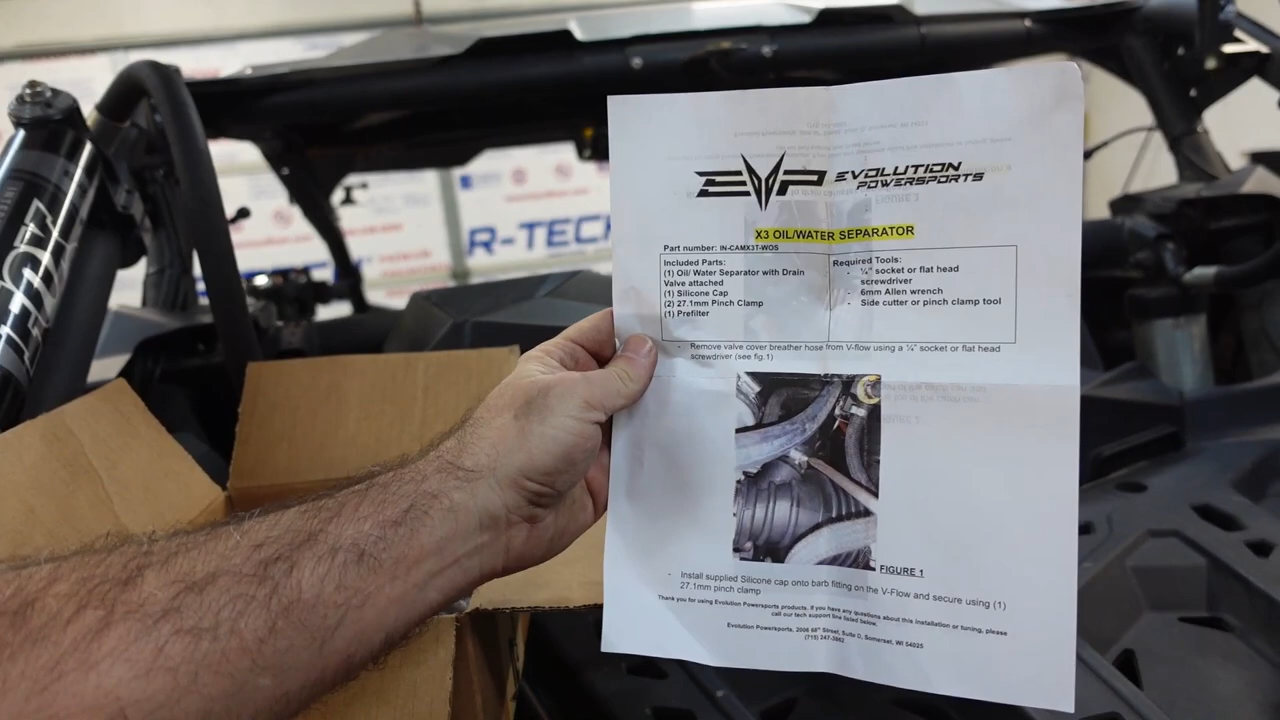 FOX
R-TECH
EVP EVOLUTION
POWERSPORTS
X3 OIL/WATER SEPARATOR
Part number: IN-CAMX3T-WOS
Included Parts:
(1) Oil/ Water Separator with Drain
Valve attached
(1) Silicone Cap
(2) 27.1mm Pinch Clamp
(1) Prefilter
Required Tools:
- ¼" socket or flat head
screwdriver
- 6mm Allen wrench
- Side cutter or pinch clamp tool
- Remove valve cover breather hose from V-flow using a ¼" socket or flat head
screwdriver (see fig.1)
FIGURE 1
- Install supplied Silicone cap onto barb fitting on the V-Flow and secure using (1)
27.1mm pinch clamp
Thank you for using Evolution Powersports products. If you have any questions about this installation or tuning, please
call our tech support line listed below.
Evolution Powersports, 2006 68th Street, Suite D, Somerset, WI 54025
(715) 247-3862